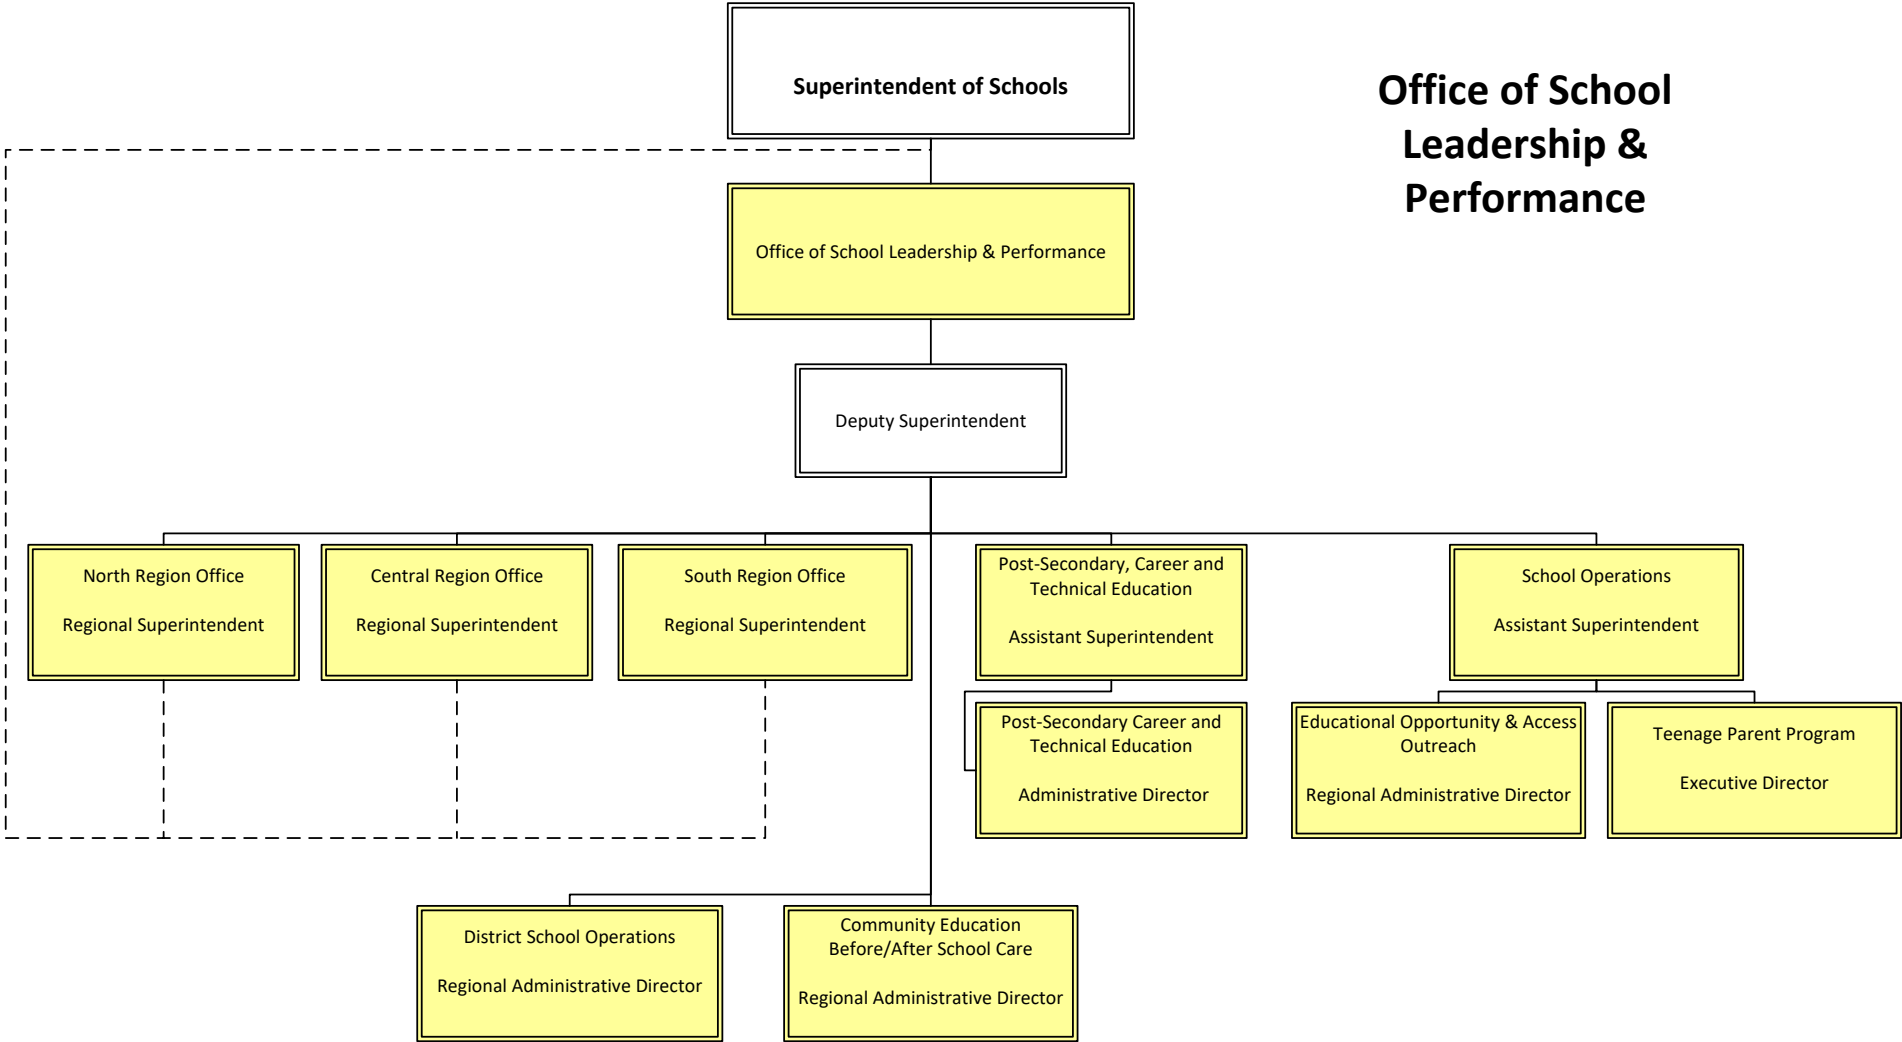 Superintendent of Schools
Office of School
Leadership &
Performance
Office of School Leadership & Performance
Deputy Superintendent
North Region Office
Regional Superintendent
Central Region Office
Regional Superintendent
South Region Office
Regional Superintendent
Post-Secondary, Career and
Technical Education
Assistant Superintendent
School Operations
Assistant Superintendent
Post-Secondary Career and
Technical Education
Administrative Director
Educational Opportunity & Access
Outreach
Regional Administrative Director
Teenage Parent Program
Executive Director
District School Operations
Regional Administrative Director
Community Education
Before/After School Care
Regional Administrative Director